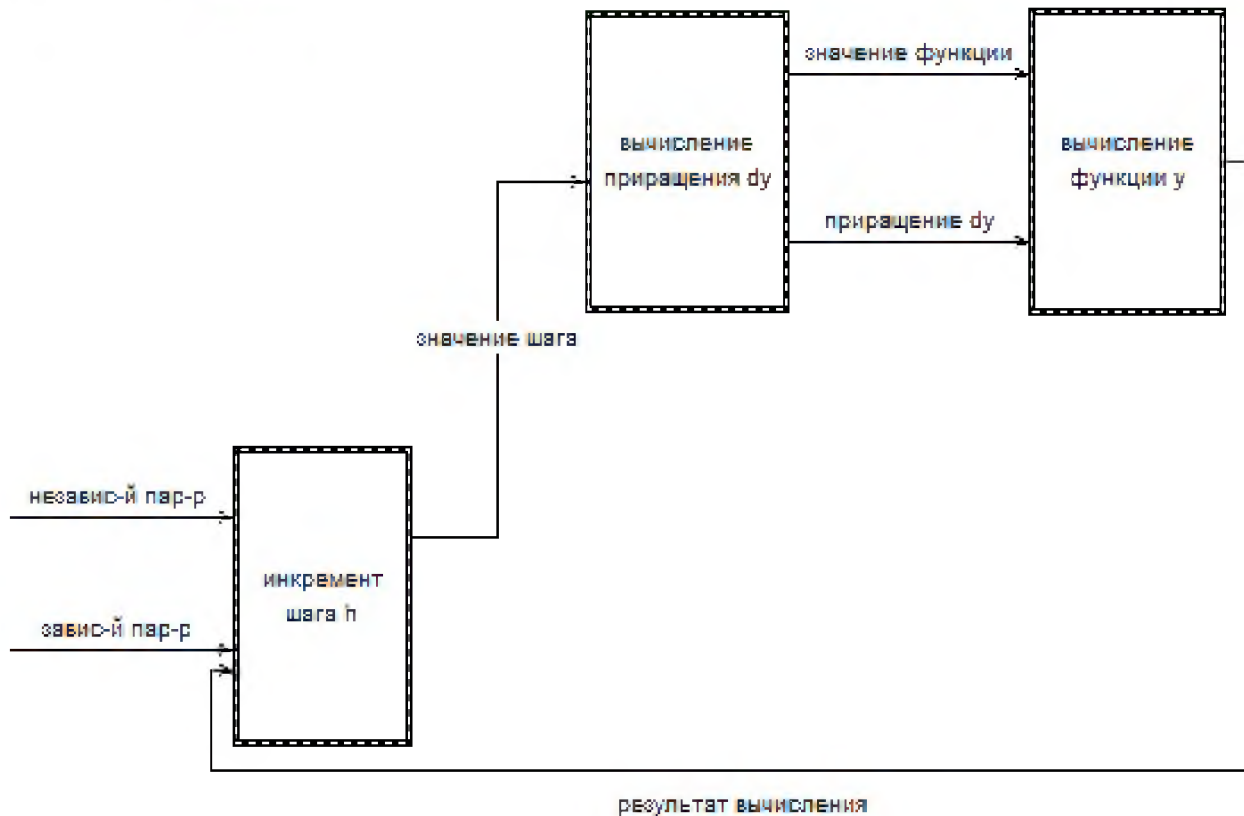 значение функции
вычисление
приращения dy
вычисление
функции y
приращение dy
значение шага
независ-й пар-р
инкремент
шага h
завис-й пар-р
результат вычисления